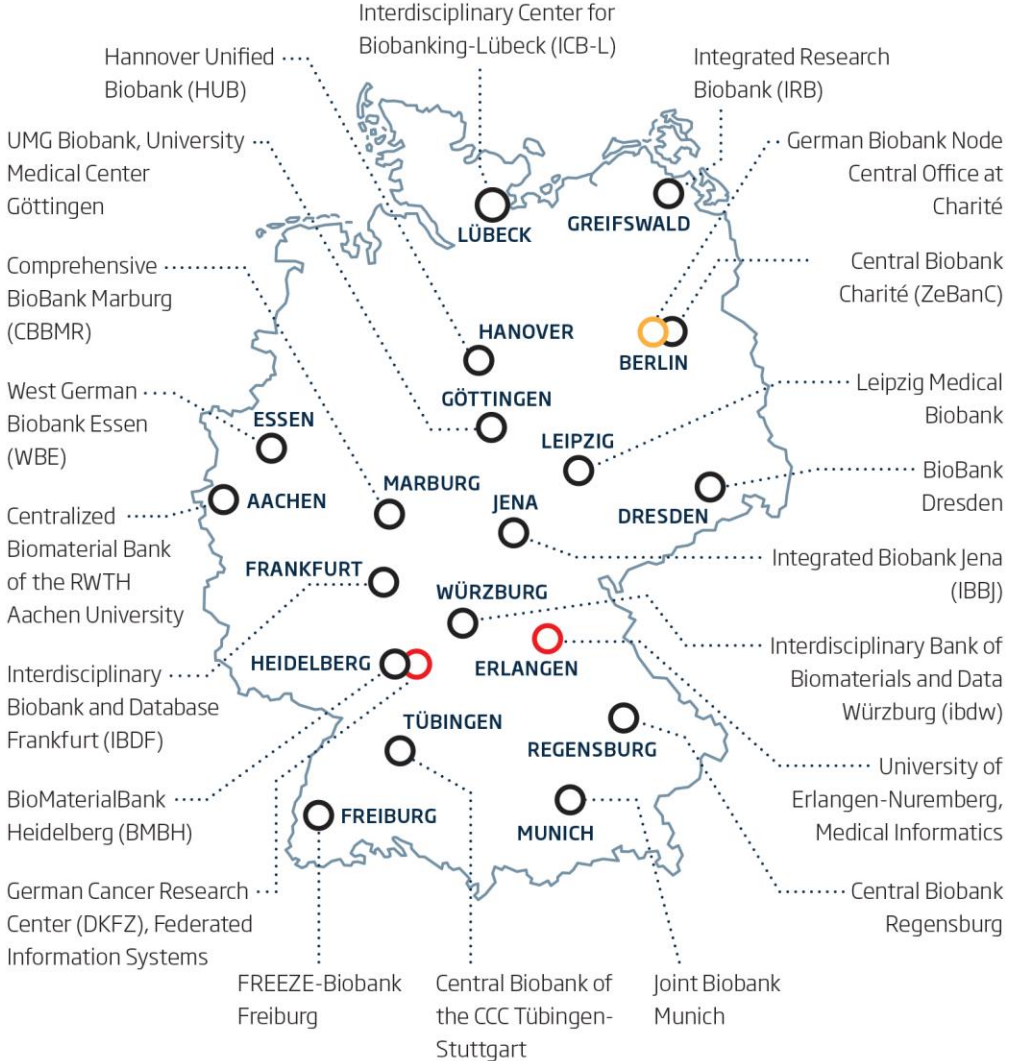 Interdisciplinary Center for
Biobanking-Lübeck (ICB-L)
Hannover Unified
Biobank (HUB)
Integrated Research
Biobank (IRB)
UMG Biobank, University
Medical Center
Göttingen
German Biobank Node
Central Office at
Charité
Comprehensive
BioBank Marburg
(CBBMR)
Central Biobank
Charité (ZeBanC)
West German
Biobank Essen
(WBE)
Leipzig Medical
Biobank
Centralized
Biomaterial Bank
of the RWTH
Aachen University
BioBank
Dresden
Integrated Biobank Jena
(IBBJ)
Interdisciplinary
Biobank and Database
Frankfurt (IBDF)
Interdisciplinary Bank of
Biomaterials and Data
Würzburg (ibdw)
BioMaterialBank
Heidelberg (BMBH)
University of
Erlangen-Nuremberg,
Medical Informatics
German Cancer Research
Center (DKFZ), Federated
Information Systems
Central Biobank
Regensburg
FREEZE-Biobank
Freiburg
Central Biobank of
the CCC Tübingen-
Stuttgart
Joint Biobank
Munich
LÜBECK
GREIFSWALD
HANOVER
BERLIN
GÖTTINGEN
ESSEN
LEIPZIG
AACHEN
MARBURG
JENA
DRESDEN
FRANKFURT
WÜRZBURG
HEIDELBERG
ERLANGEN
TÜBINGEN
REGENSBURG
FREIBURG
MUNICH